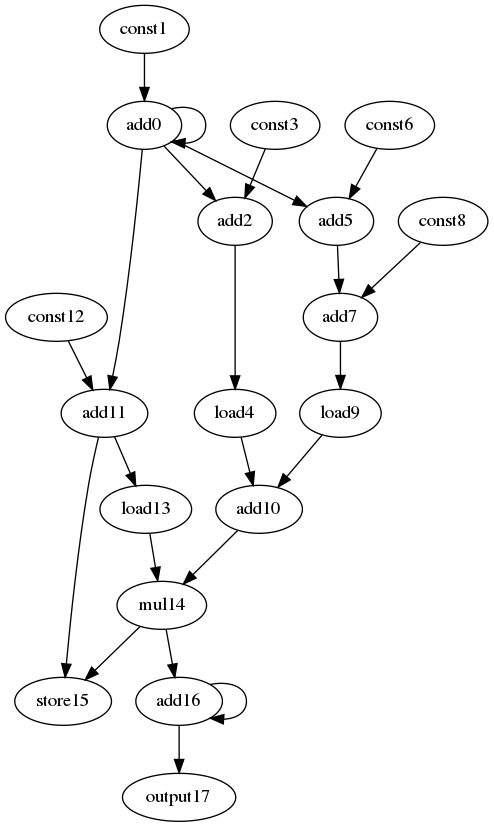 const1
add0
const3
const6
add2
add5
const8
const12
add7
add11
load4
load9
load13
add10
mul14
store15
add16
output17